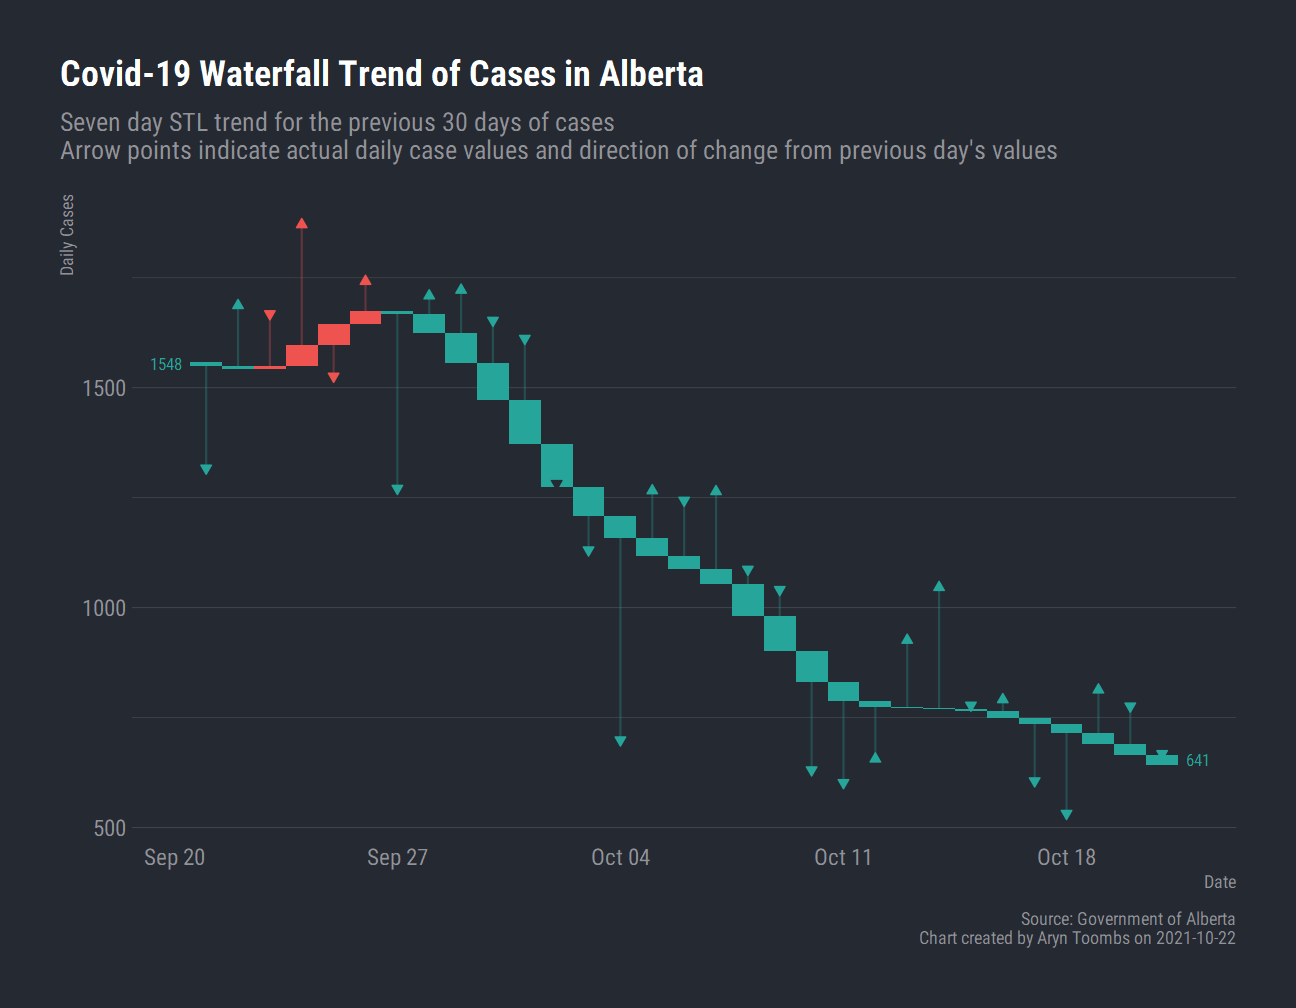 Covid-19 Waterfall Trend of Cases in Alberta
Seven day STL trend for the previous 30 days of cases
Arrow points indicate actual daily case values and direction of change from previous day's values
Daily Cases
1548
1500
1000
641
500
Sep 20 Sep 27 Oct 04 Oct 11 Oct 18
Date
Source: Government of Alberta
Chart created by Aryn Toombs on 2021-10-22